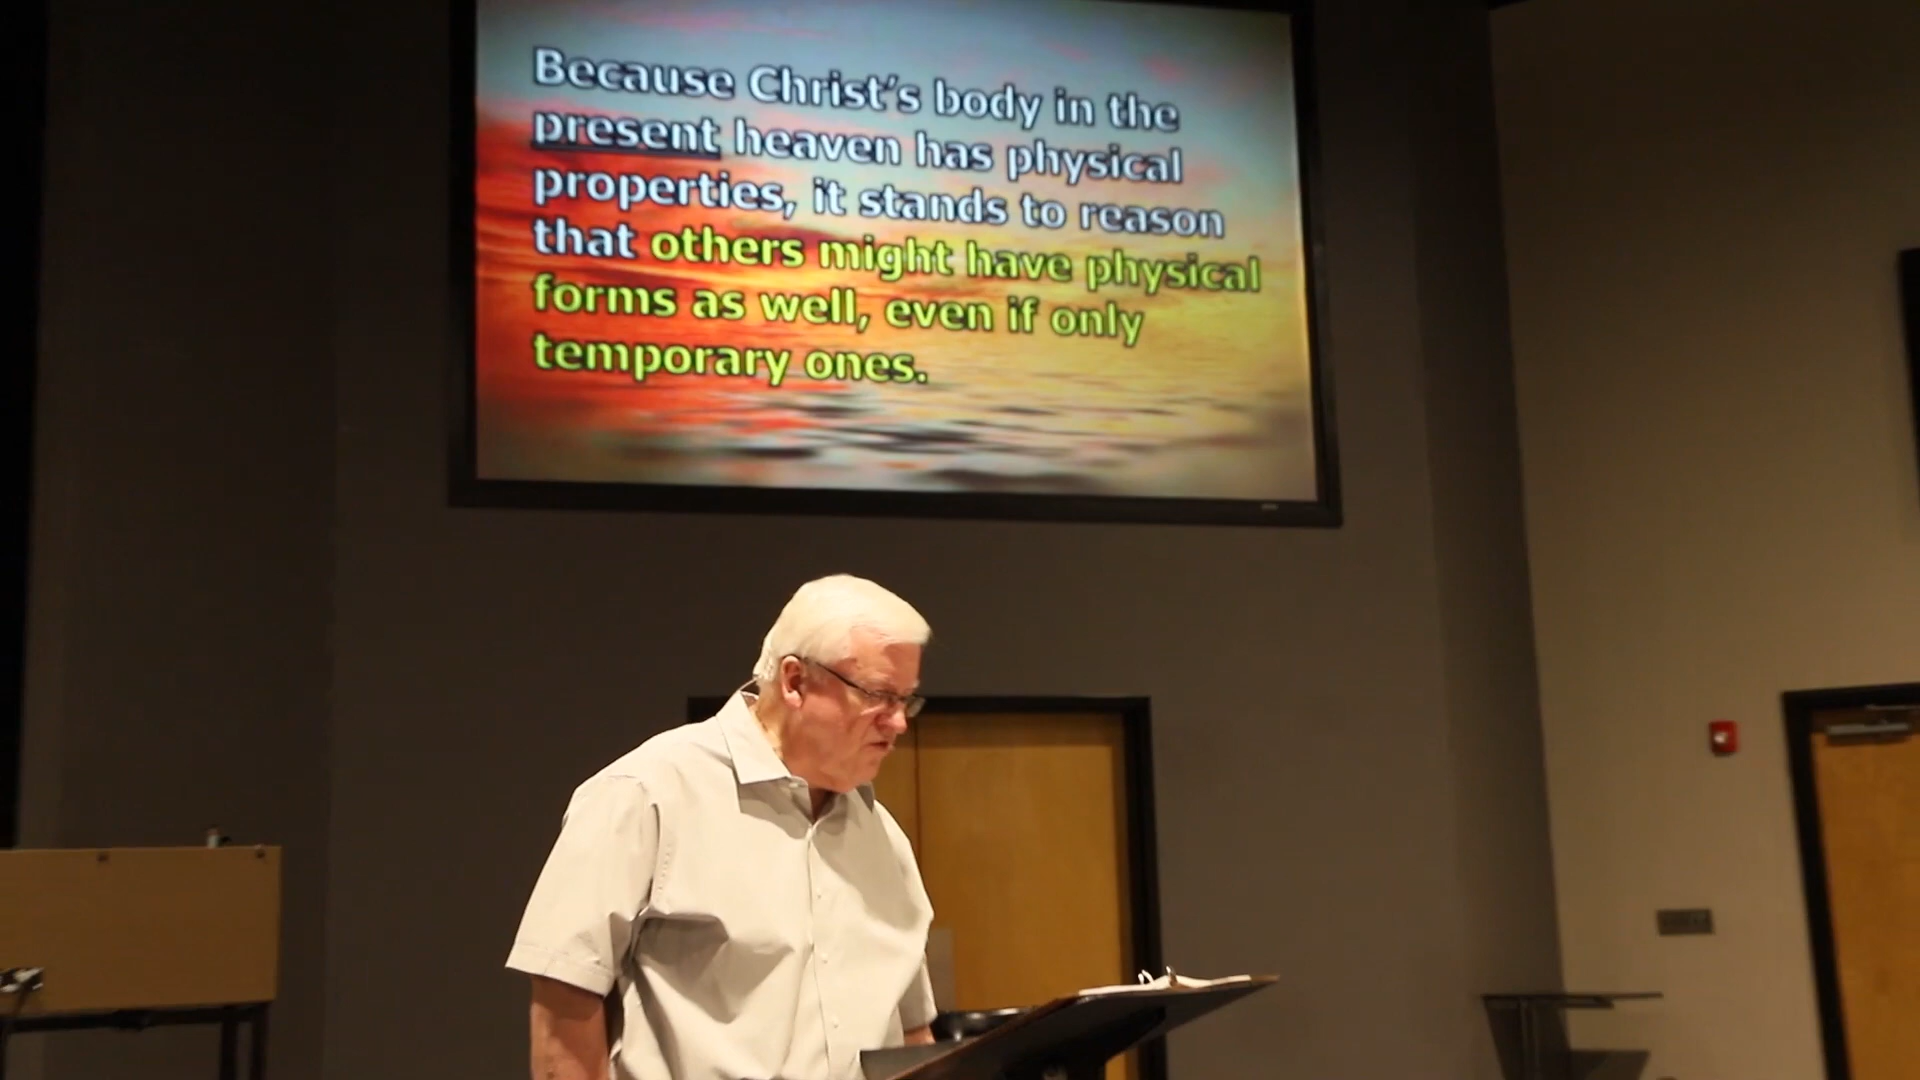 Because Christ's body in the
present heaven has physical
properties, it stands to reason
that others might have physical
forms as well, even if only
temporary ones.